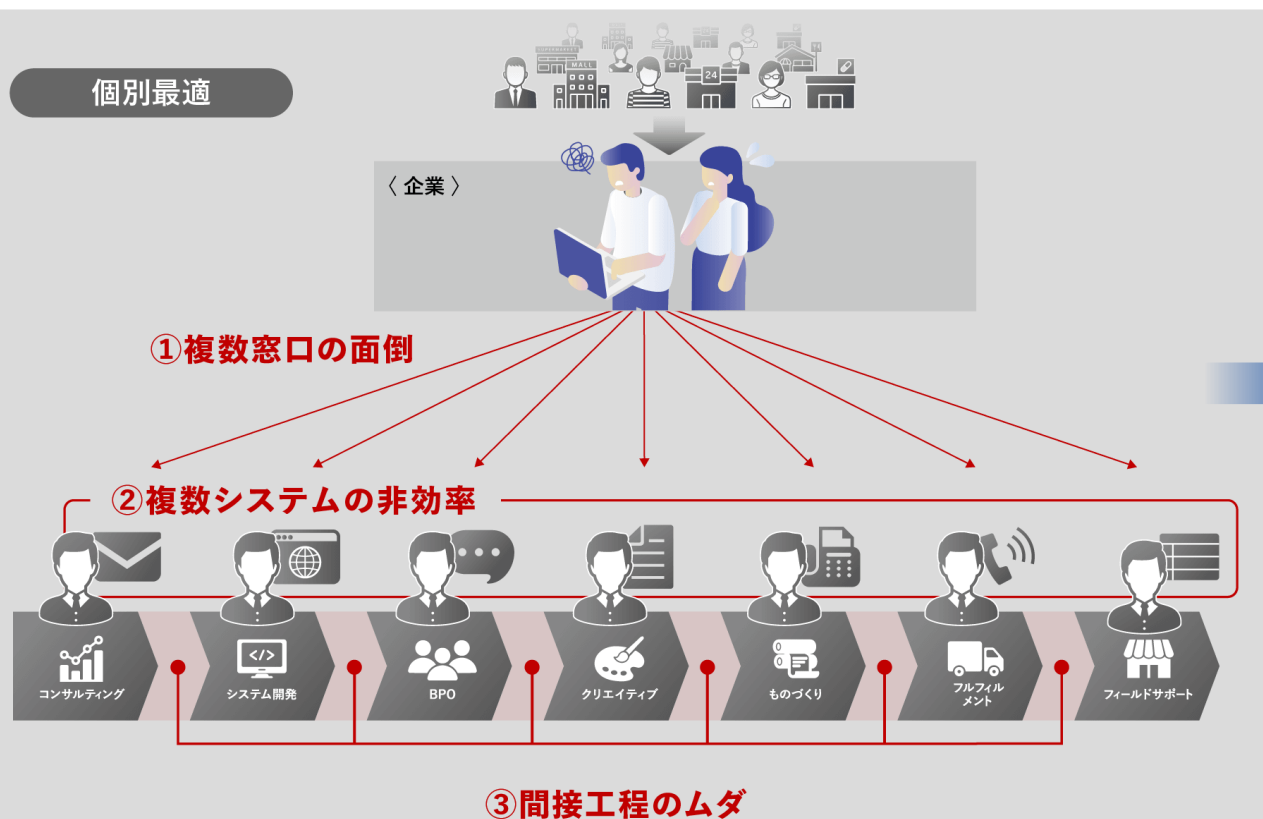 個別最適
MALL
24
〈 企業 〉
①複数窓口の面倒
②複数システムの非効率
</>
コンサルティング
システム開発
BPO
クリエイティブ
ものづくり
フルフィル
メント
フィールドサポート
③間接工程のムダ